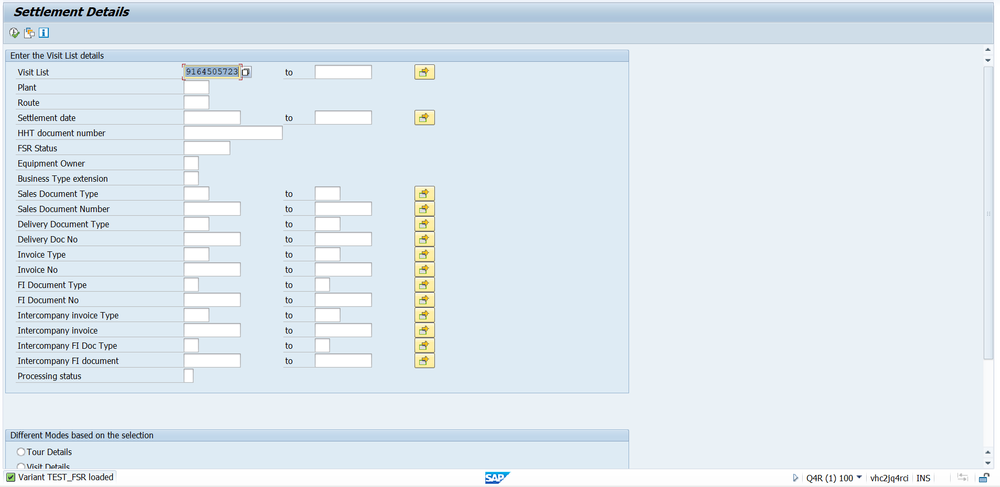 Settlement Details
Enter the Visit List details
Visit List 9164505723 to
Plant
Route
Settlement date to
HHT document number
FSR Status
Equipment Owner
Business Type extension
Sales Document Type to
Sales Document Number to
Delivery Document Type to
Delivery Doc No to
Invoice Type to
Invoice No to
FI Document Type to
FI Document No to
Intercompany invoice Type to
Intercompany invoice to
Intercompany FI Doc Type to
Intercompany FI document to
Processing status
Different Modes based on the selection
Tour Details
Visit Details
Variant TEST_FSR loaded SAP Q4R (1) 100 vhc2jq4rci INS